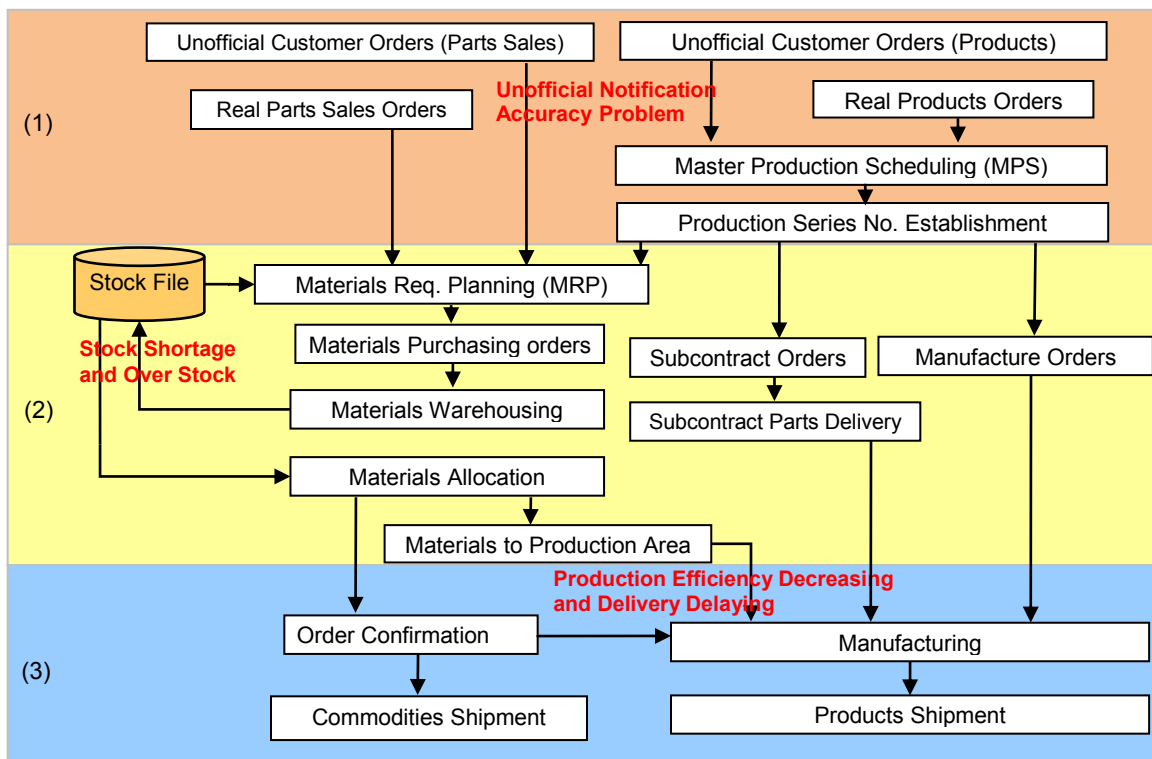 Unofficial Customer Orders (Parts Sales)
Unofficial Customer Orders (Products)
Unofficial Notification
Accuracy Problem
Real Parts Sales Orders
Real Products Orders
(1)
Master Production Scheduling (MPS)
Production Series No. Establishment
Stock File
Materials Req. Planning (MRP)
Stock Shortage
and Over Stock
Materials Purchasing orders
Subcontract Orders
Manufacture Orders
(2)
Materials Warehousing
Subcontract Parts Delivery
Materials Allocation
Materials to Production Area
Production Efficiency Decreasing
and Delivery Delaying
Order Confirmation
Manufacturing
(3)
Commodities Shipment
Products Shipment